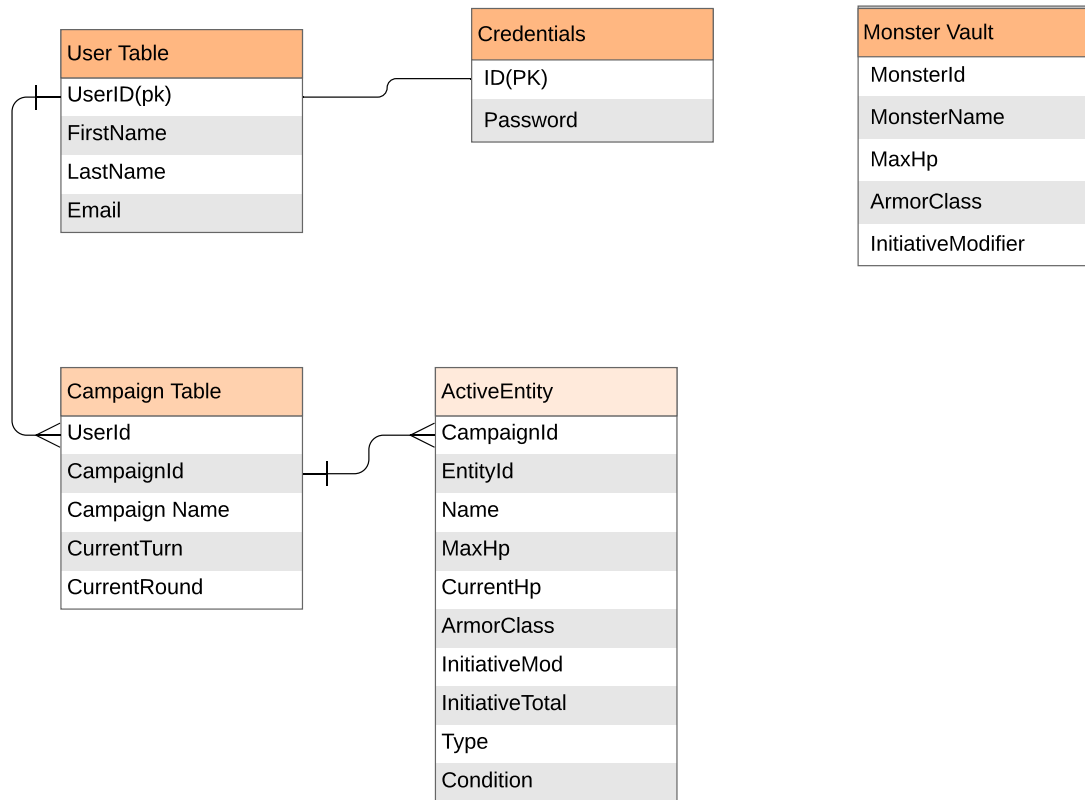 User Table
UserID(pk)
FirstName
LastName
Email
Credentials
ID(PK)
Password
Monster Vault
MonsterId
MonsterName
MaxHp
ArmorClass
InitiativeModifier
Campaign Table
UserId
CampaignId
Campaign Name
CurrentTurn
CurrentRound
ActiveEntity
CampaignId
EntityId
Name
MaxHp
CurrentHp
ArmorClass
InitiativeMod
InitiativeTotal
Type
Condition